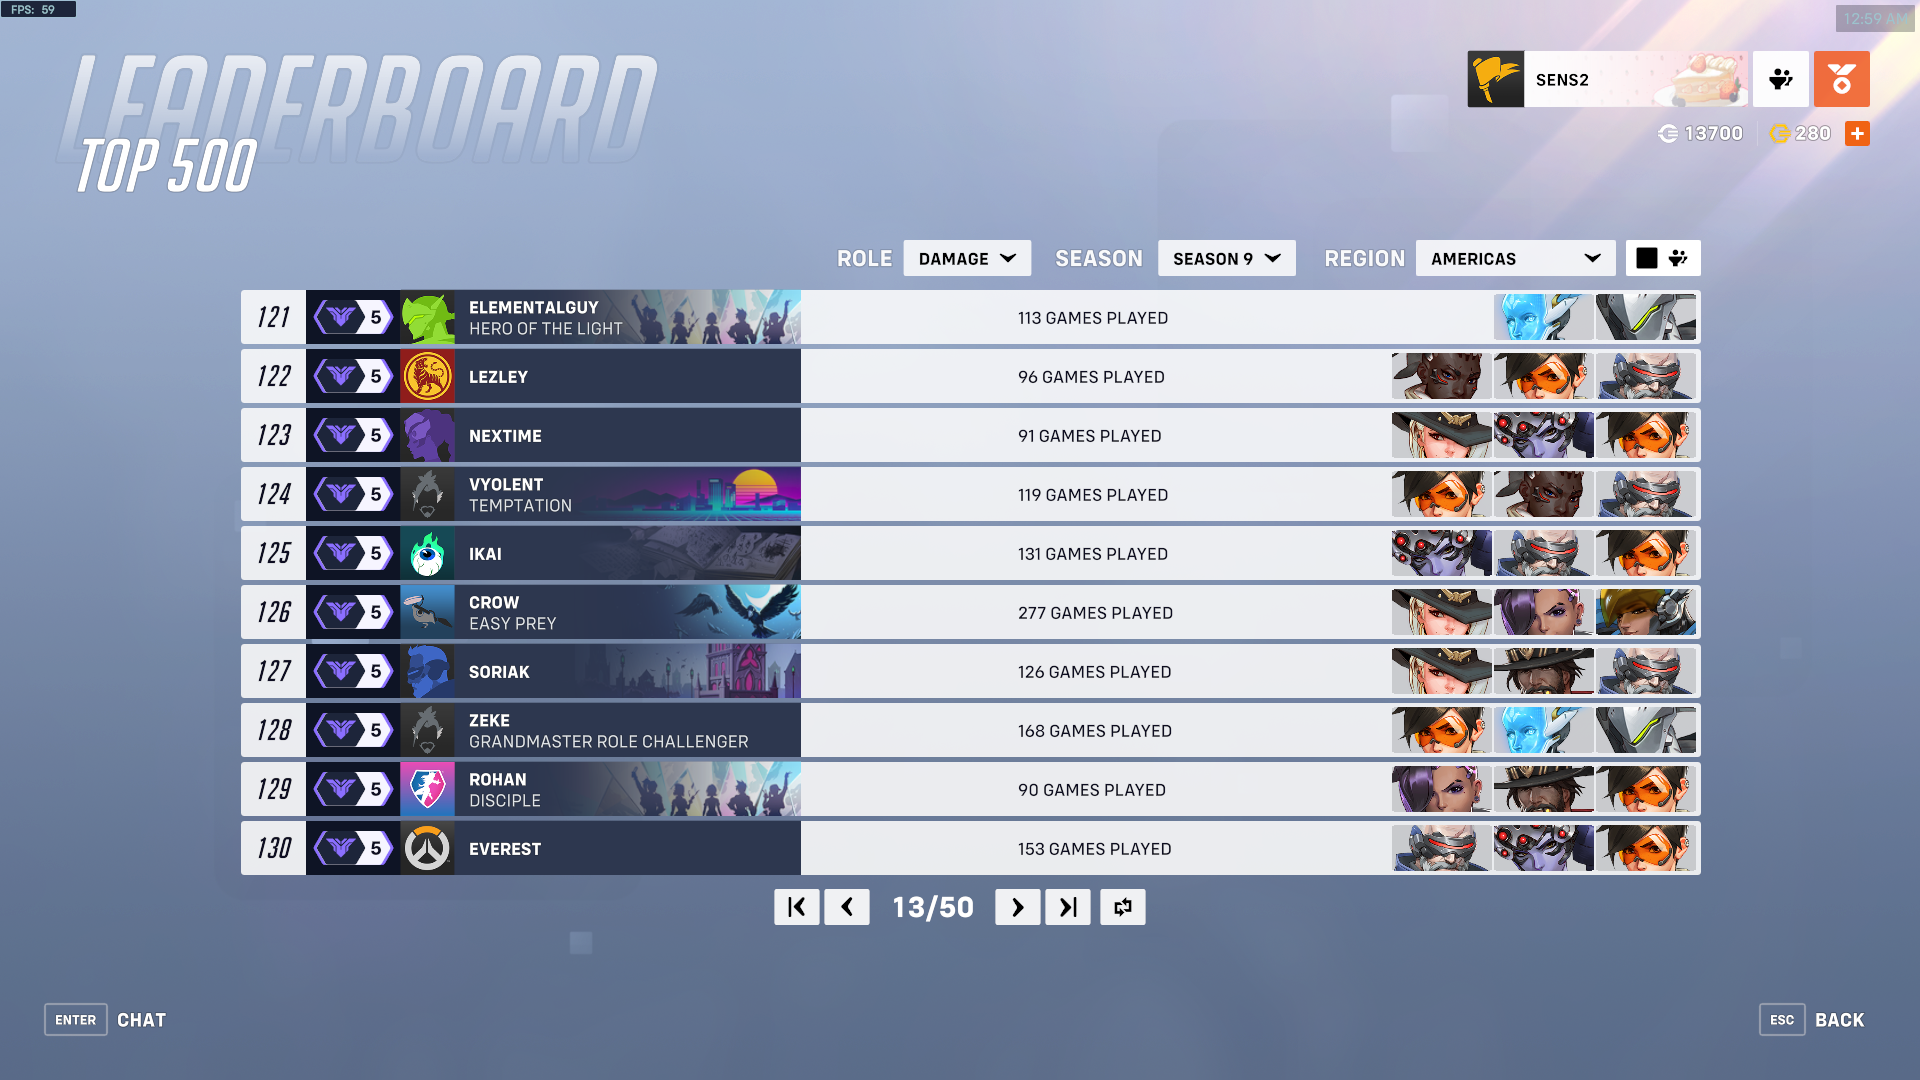 FPS: 59
12:59 AM
LEADERBOARD
TOP 500
SENS2
13700
280
ROLE DAMAGE SEASON SEASON 9 REGION AMERICAS
121 5 ELEMENTALGUY 113 GAMES PLAYED
HERO OF THE LIGHT
122 5 LEZLEY 96 GAMES PLAYED
123 5 NEXTIME 91 GAMES PLAYED
124 5 VYOLENT 119 GAMES PLAYED
TEMPTATION
125 5 IKAI 131 GAMES PLAYED
126 5 CROW 277 GAMES PLAYED
EASY PREY
127 5 SORIAK 126 GAMES PLAYED
128 5 ZEKE 168 GAMES PLAYED
GRANDMASTER ROLE CHALLENGER
129 5 ROHAN 90 GAMES PLAYED
DISCIPLE
130 5 EVEREST 153 GAMES PLAYED
13/50
ENTER CHAT
ESC BACK